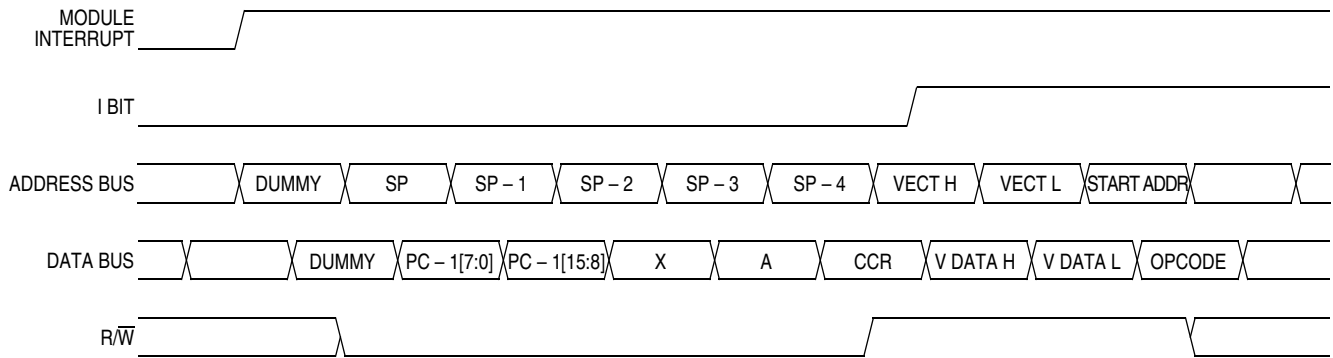 MODULE
INTERRUPT
I BIT
ADDRESS BUS DUMMY SP SP – 1 SP – 2 SP – 3 SP – 4 VECT H VECT L START ADDR
DATA BUS DUMMY PC – 1[7:0] PC – 1[15:8] X A CCR V DATA H V DATA L OPCODE
R/W̅